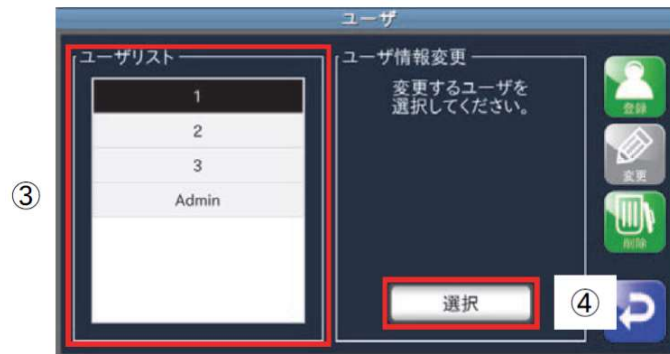 ユーザ
ユーザリスト
1
2
3
Admin
ユーザ情報変更
変更するユーザを
選択してください。
選択
登録
変更
削除
③
④